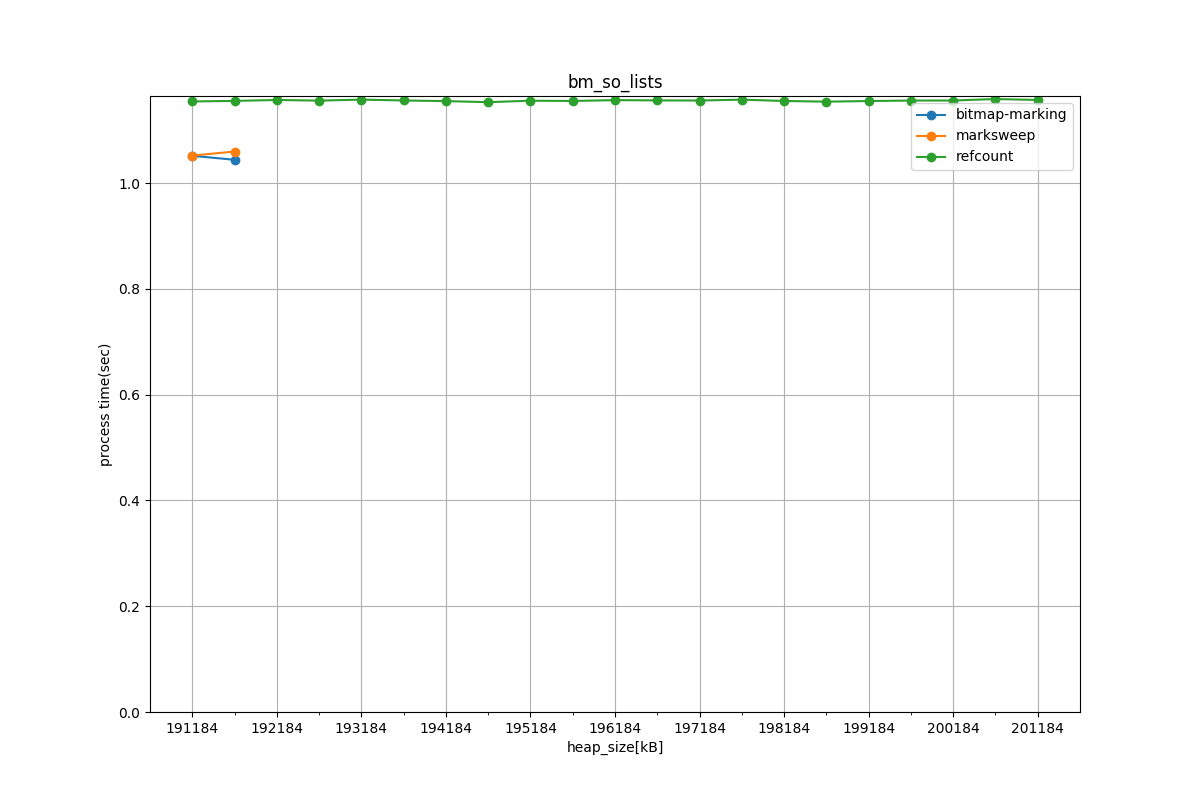 bm_so_lists
bitmap-marking
marksweep
refcount
1.0
0.8
0.6
0.4
0.2
0.0
process time(sec)
191184 192184 193184 194184 195184 196184 197184 198184 199184 200184 201184
heap_size[kB]